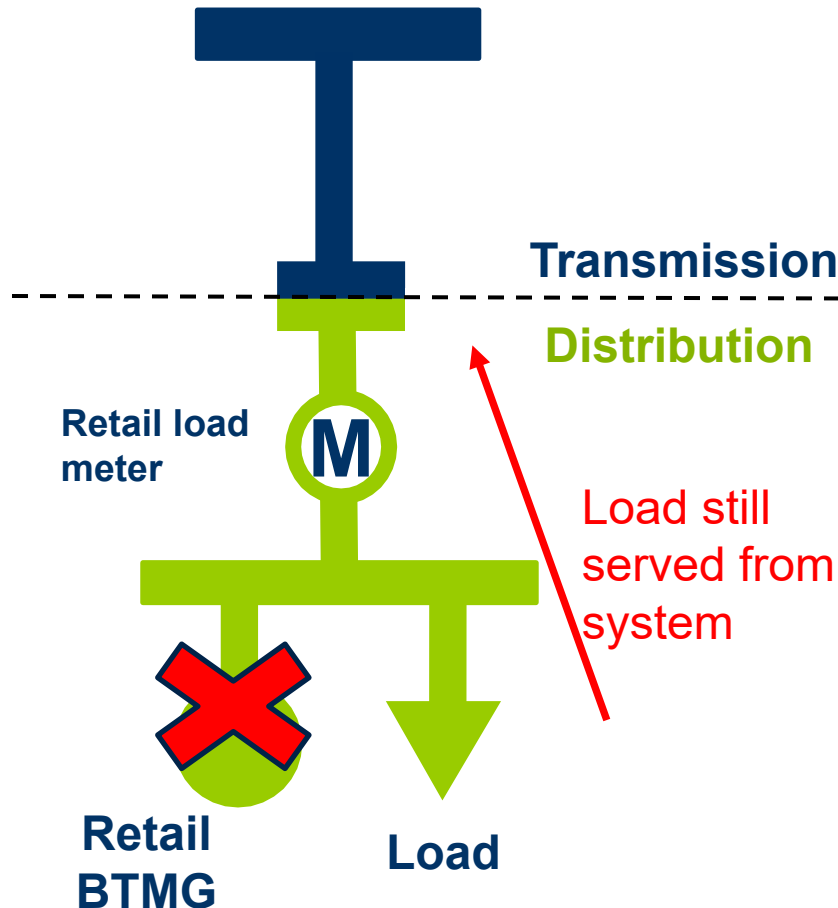 Transmission
Distribution
Retail load
meter
M
Load still
served from
system
Retail
BTMG
Load